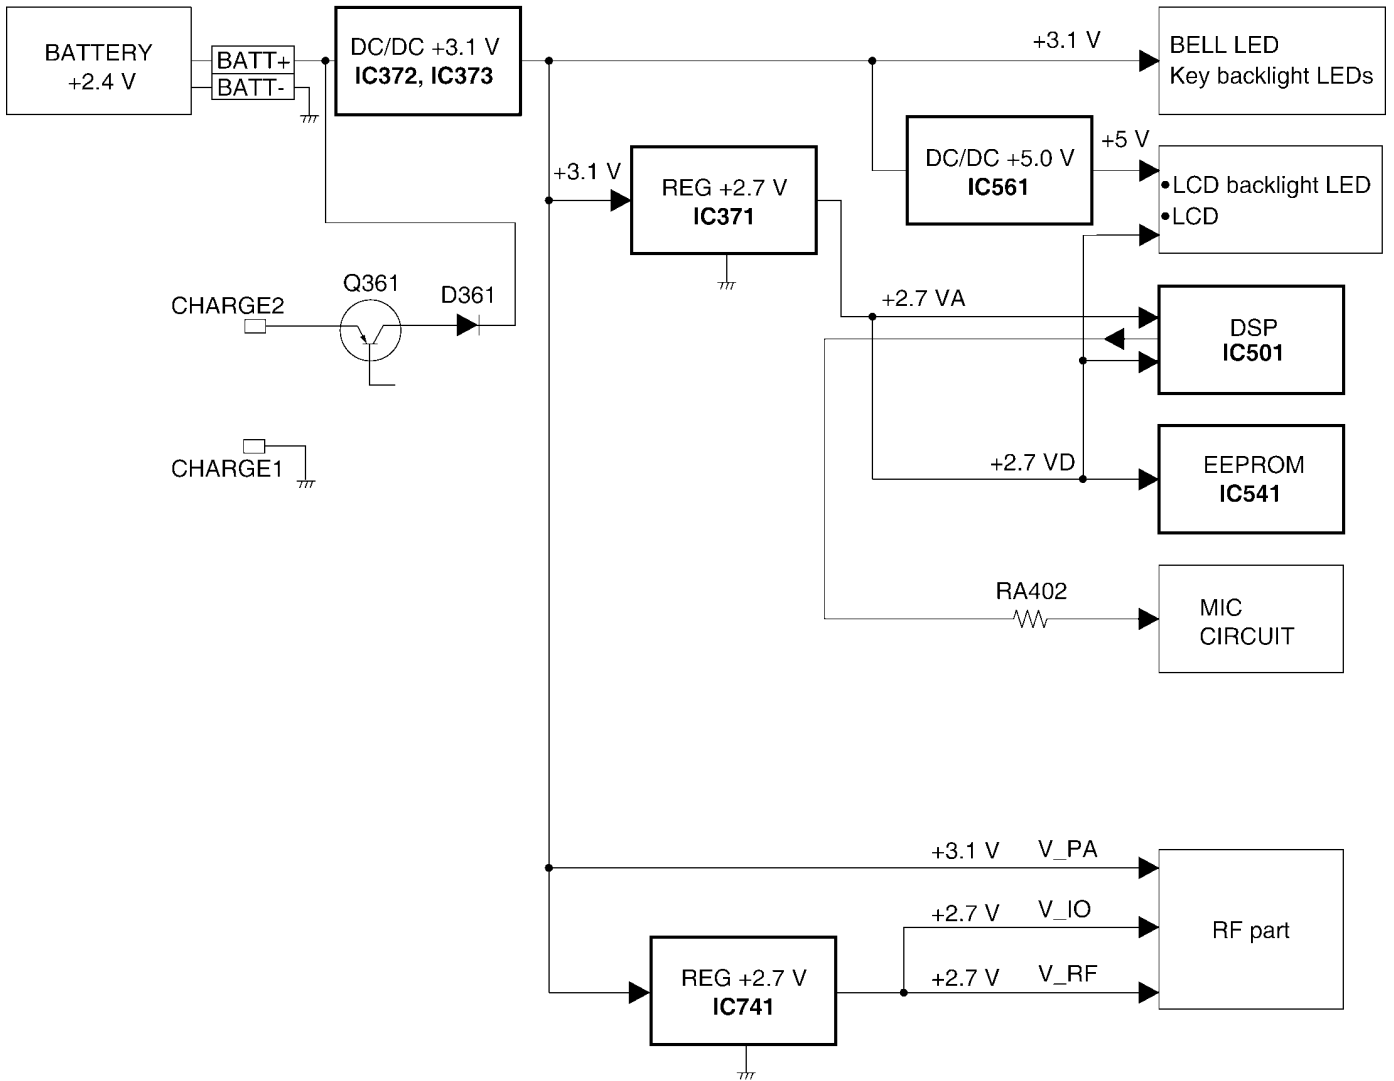 BATTERY
+2.4 V
BATT+
BATT-
DC/DC +3.1 V
IC372, IC373
+3.1 V
BELL LED
Key backlight LEDs
DC/DC +5.0 V
IC561
+5 V
•LCD backlight LED
•LCD
+3.1 V
REG +2.7 V
IC371
CHARGE2
Q361
D361
+2.7 VA
DSP
IC501
CHARGE1
+2.7 VD
EEPROM
IC541
RA402
MIC
CIRCUIT
+3.1 V V_PA
+2.7 V V_IO
+2.7 V V_RF
RF part
REG +2.7 V
IC741